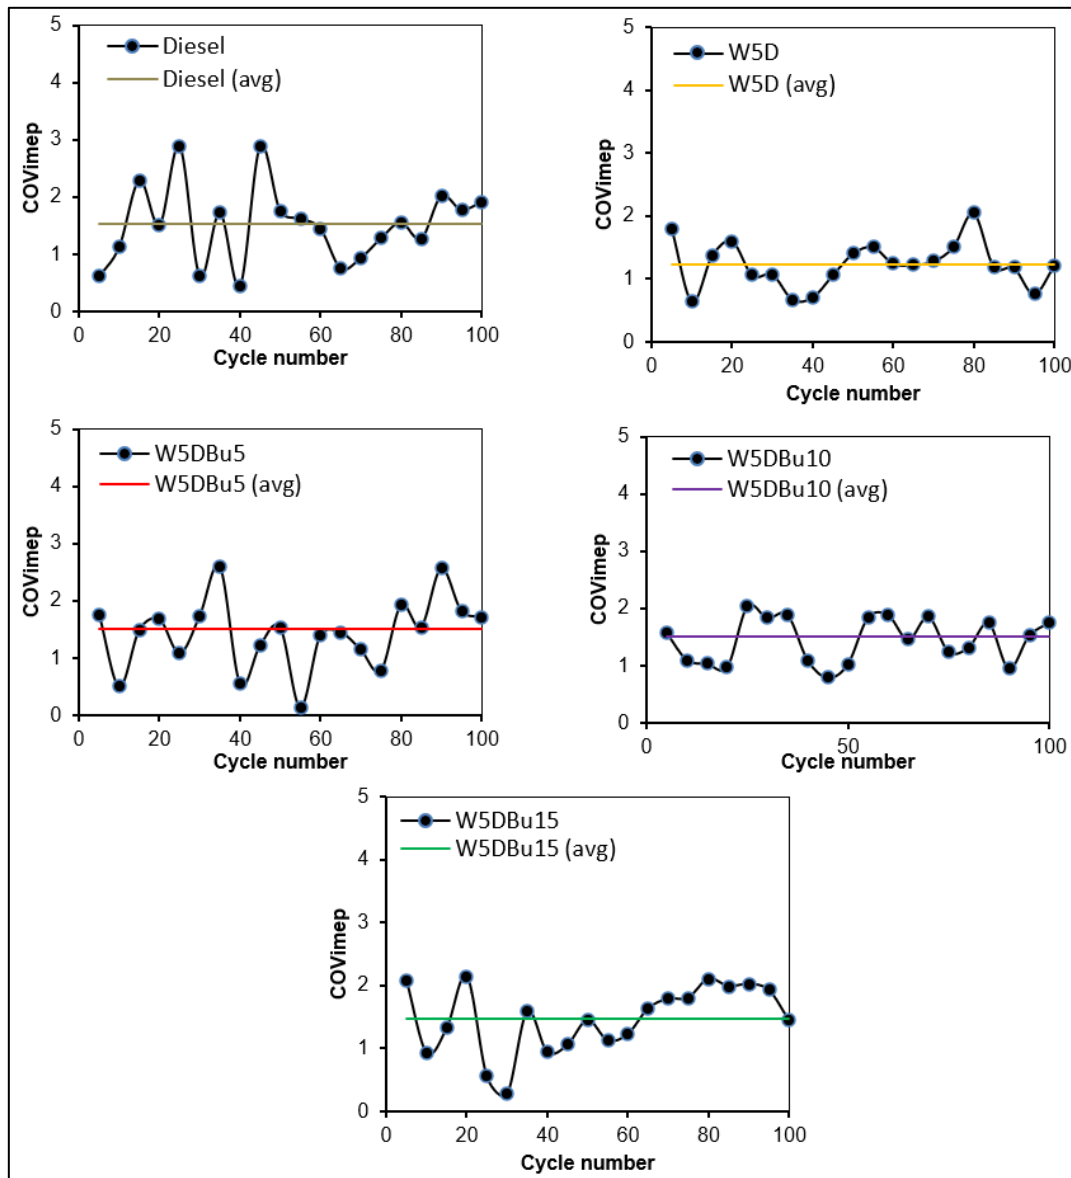 5
4
3
2
1
0
COVimep
Diesel
Diesel (avg)
0 20 40 60 80 100
Cycle number
5
4
3
2
1
0
COVimep
W5D
W5D (avg)
0 20 40 60 80 100
Cycle number
5
4
3
2
1
0
COVimep
W5DBu5
W5DBu5 (avg)
0 20 40 60 80 100
Cycle number
5
4
3
2
1
0
COVimep
W5DBu10
W5DBu10 (avg)
0 50 100
Cycle number
5
4
3
2
1
0
COVimep
W5DBu15
W5DBu15 (avg)
0 20 40 60 80 100
Cycle number